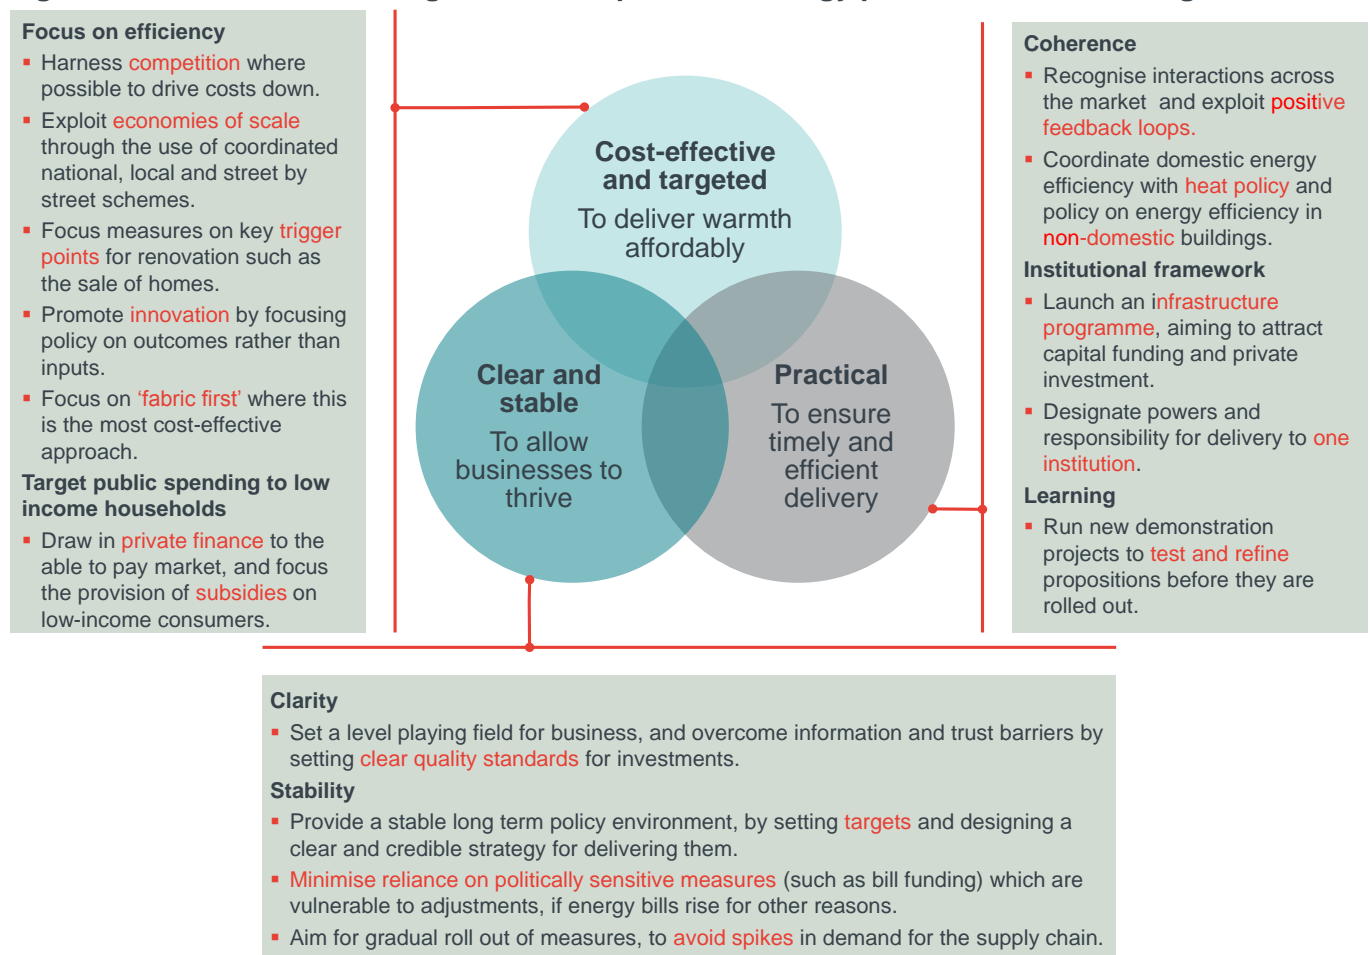 Focus on efficiency
▪ Harness competition where
possible to drive costs down.
▪ Exploit economies of scale
through the use of coordinated
national, local and street by
street schemes.
▪ Focus measures on key trigger
points for renovation such as
the sale of homes.
▪ Promote innovation by focusing
policy on outcomes rather than
inputs.
▪ Focus on ‘fabric first’ where this
is the most cost-effective
approach.
Target public spending to low
income households
▪ Draw in private finance to the
able to pay market, and focus
the provision of subsidies on
low-income consumers.
Cost-effective
and targeted
To deliver warmth
affordably
Clear and
stable
To allow
businesses to
thrive
Practical
To ensure
timely and
efficient
delivery
Coherence
▪ Recognise interactions across
the market and exploit positive
feedback loops.
▪ Coordinate domestic energy
efficiency with heat policy and
policy on energy efficiency in
non-domestic buildings.
Institutional framework
▪ Launch an infrastructure
programme, aiming to attract
capital funding and private
investment.
▪ Designate powers and
responsibility for delivery to one
institution.
Learning
▪ Run new demonstration
projects to test and refine
propositions before they are
rolled out.
Clarity
▪ Set a level playing field for business, and overcome information and trust barriers by
setting clear quality standards for investments.
Stability
▪ Provide a stable long term policy environment, by setting targets and designing a
clear and credible strategy for delivering them.
▪ Minimise reliance on politically sensitive measures (such as bill funding) which are
vulnerable to adjustments, if energy bills rise for other reasons.
▪ Aim for gradual roll out of measures, to avoid spikes in demand for the supply chain.